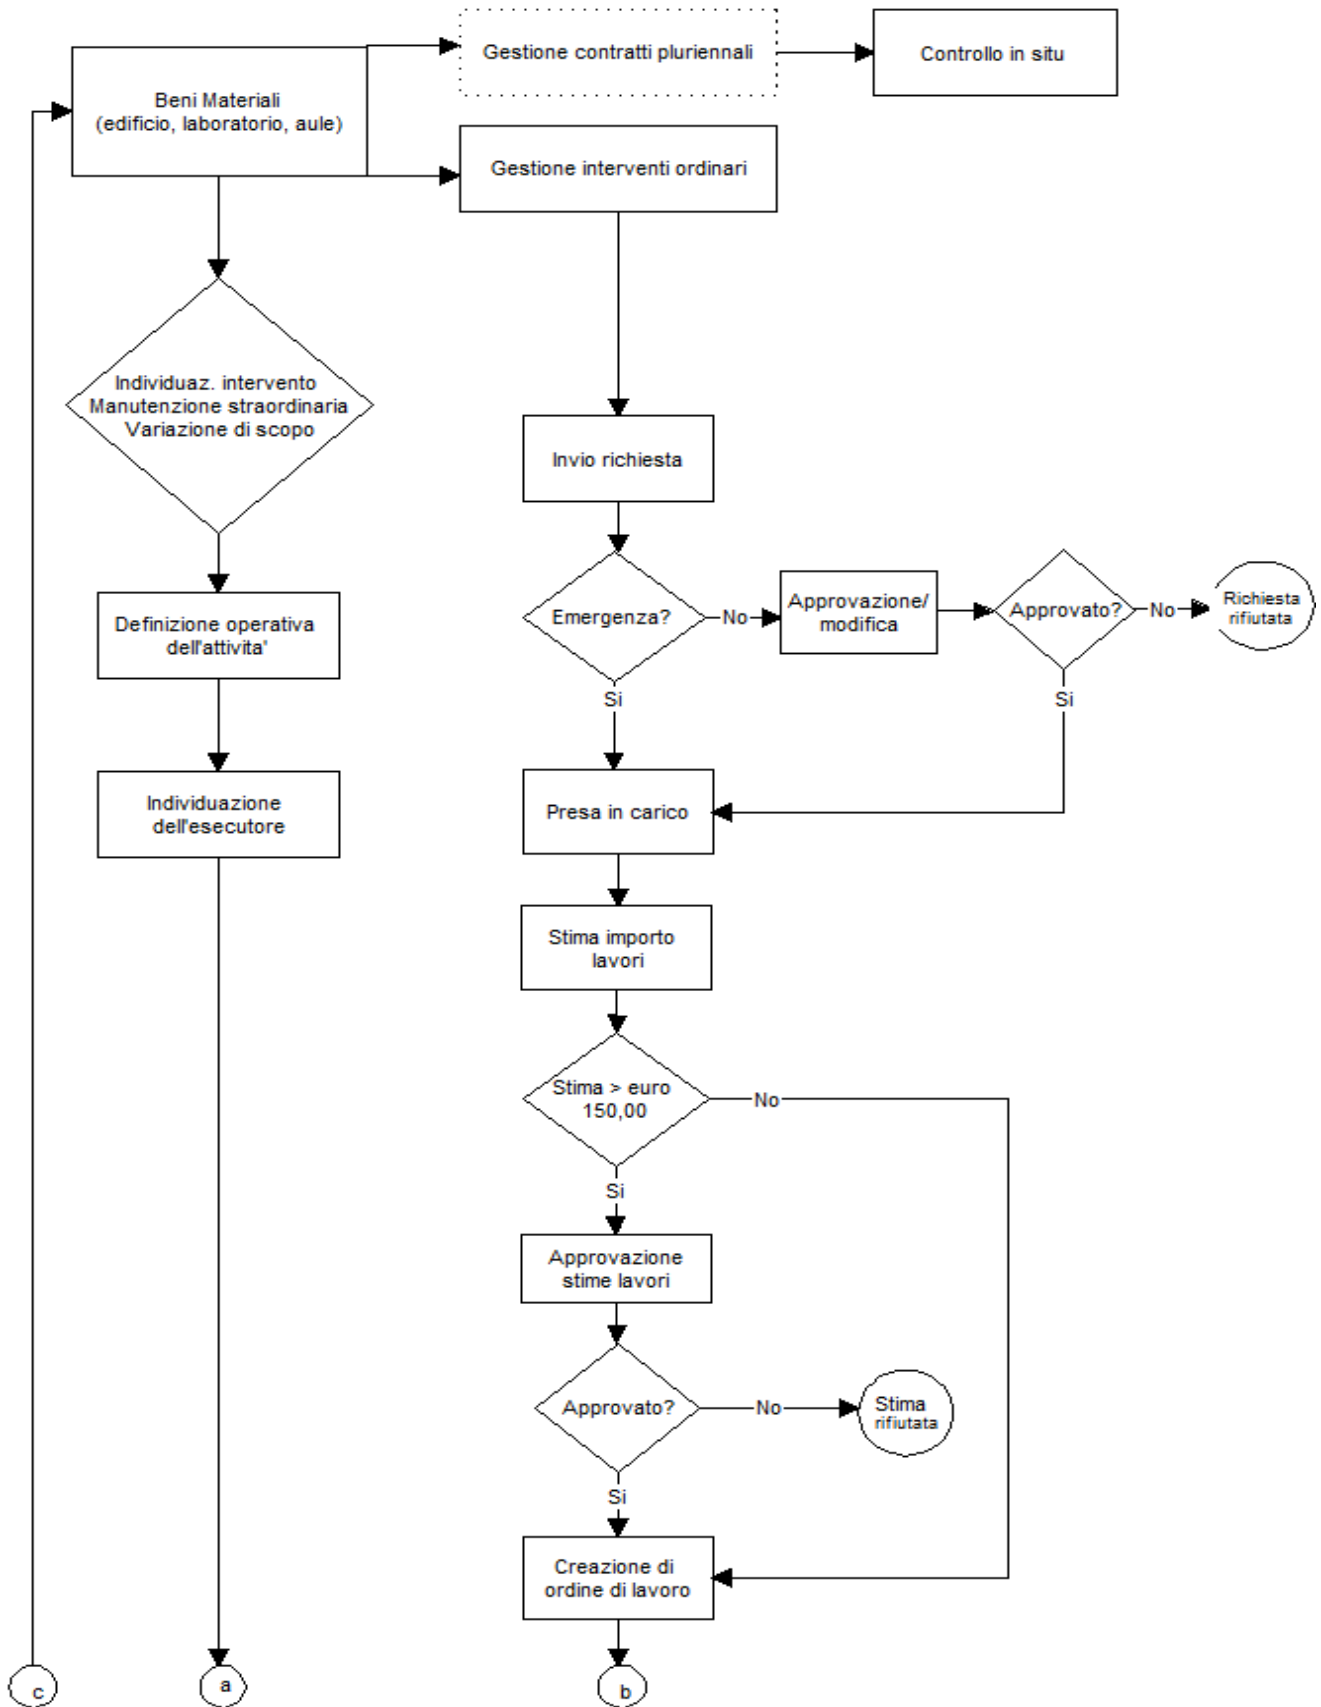 Gestione contratti pluriennali
Controllo in situ
Beni Materiali
(edificio, laboratorio, aule)
Gestione interventi ordinari
Individuaz. intervento
Manutenzione straordinaria
Variazione di scopo
Invio richiesta
Definizione operativa
dell'attivita'
Emergenza?
No
Approvazione/
modifica
Approvato?
No
Richiesta
rifiutata
Si
Si
Individuazione
dell'esecutore
Presa in carico
Stima importo
lavori
Stima > euro
150,00
No
Si
Approvazione
stime lavori
Approvato?
No
Stima
rifiutata
Si
Creazione di
ordine di lavoro
c
a
b